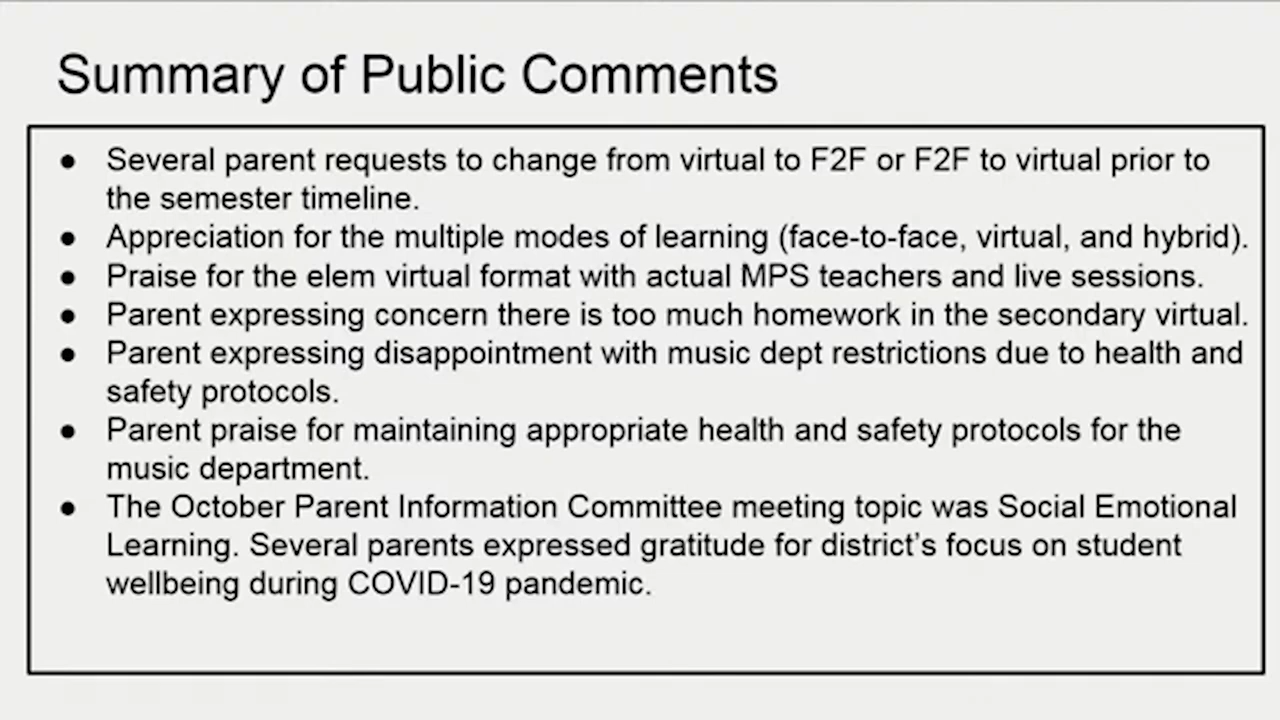 Summary of Public Comments
● Several parent requests to change from virtual to F2F or F2F to virtual prior to
the semester timeline.
● Appreciation for the multiple modes of learning (face-to-face, virtual, and hybrid).
● Praise for the elem virtual format with actual MPS teachers and live sessions.
● Parent expressing concern there is too much homework in the secondary virtual.
● Parent expressing disappointment with music dept restrictions due to health and
safety protocols.
● Parent praise for maintaining appropriate health and safety protocols for the
music department.
● The October Parent Information Committee meeting topic was Social Emotional
Learning. Several parents expressed gratitude for district's focus on student
wellbeing during COVID-19 pandemic.